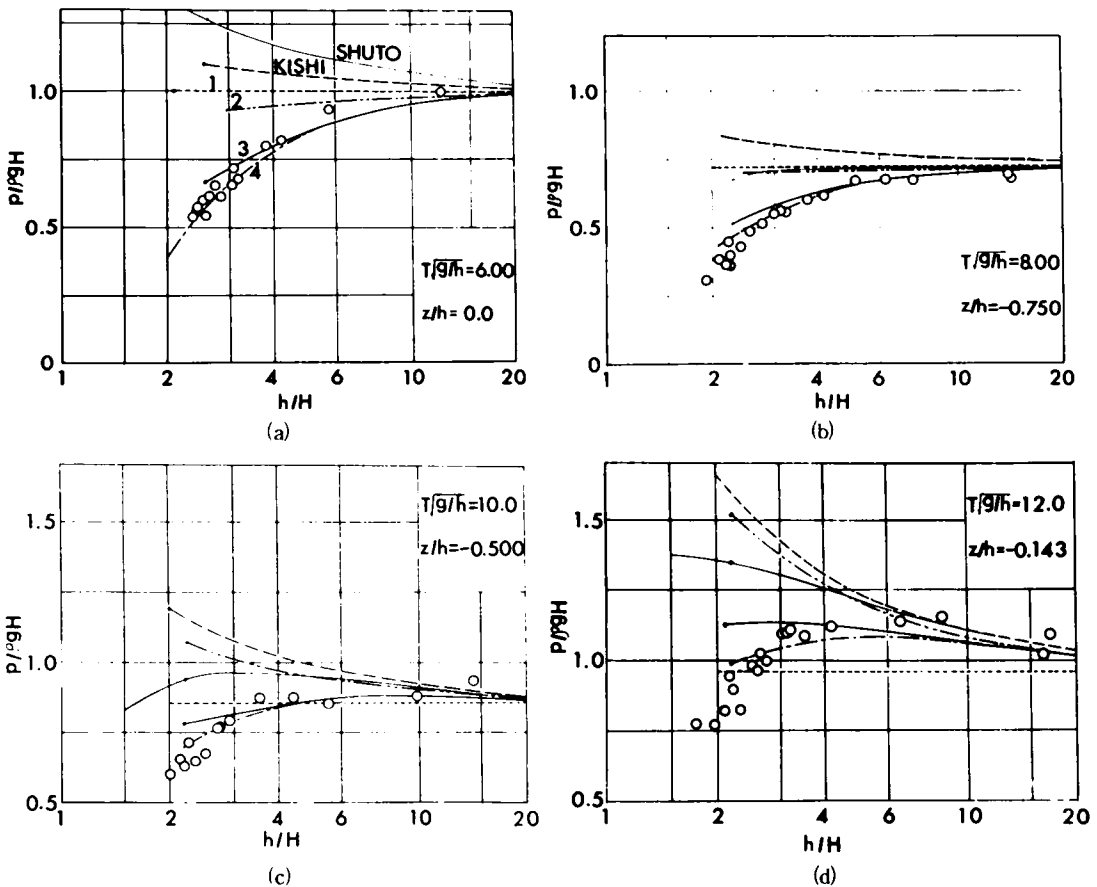 SHUTO
KISHI
1
2
3
4
1.0
0.5
0
p/ρgH
T√g/h=6.00
z/h= 0.0
1 2 4 6 10 20
h/H
(a)
1.0
0.5
0
p/ρgH
T√g/h=8.00
z/h=-0.750
1 2 4 6 10 20
h/H
(b)
1.5
1.0
0.5
p/ρgH
T√g/h=10.0
z/h=-0.500
1 2 4 6 10 20
h/H
(c)
1.5
1.0
0.5
p/ρgH
T√g/h=12.0
z/h=-0.143
1 2 4 6 10 20
h/H
(d)